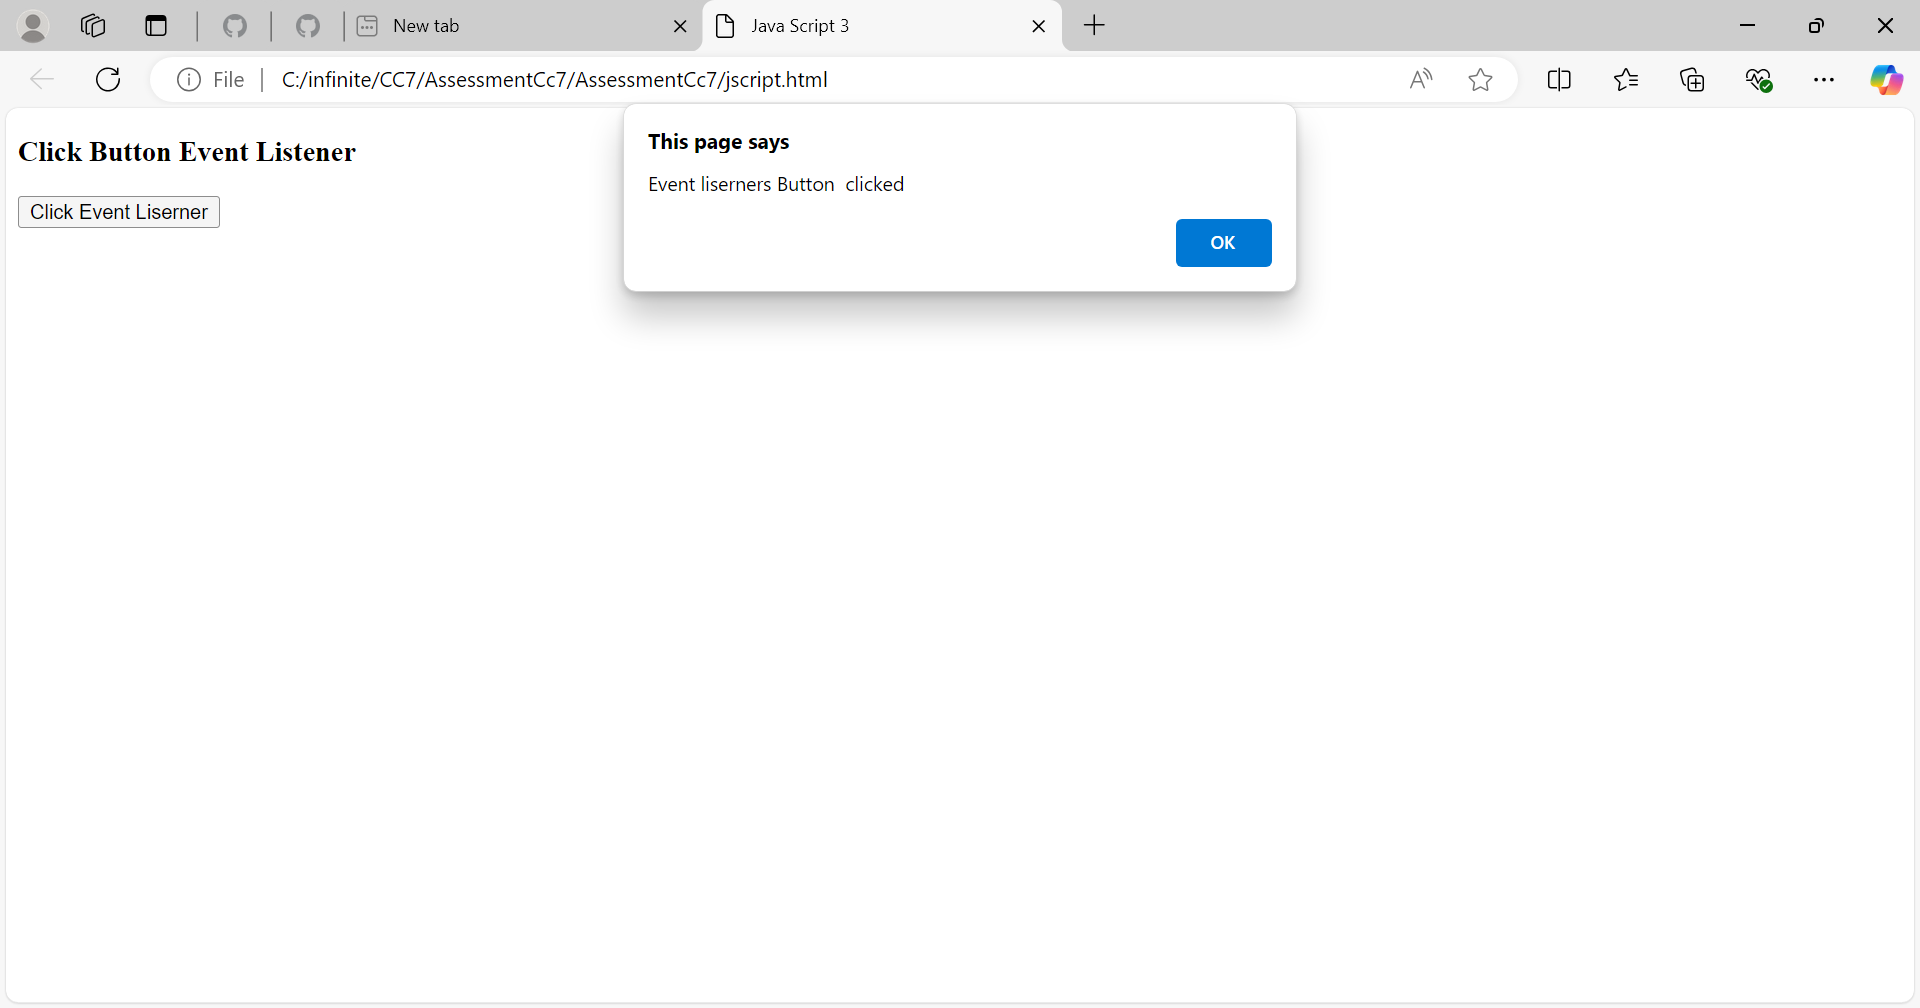 New tab
Java Script 3
File
C:/infinite/CC7/AssessmentCc7/AssessmentCc7/jscript.html
This page says
Event liserners Button  clicked
OK
Click Button Event Listener
Click Event Liserner